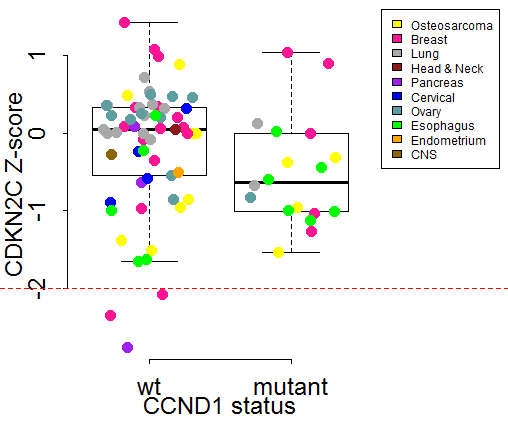 Osteosarcoma
Breast
Lung
Head & Neck
Pancreas
Cervical
Ovary
Esophagus
Endometrium
CNS
CDKN2C Z-score
1
0
-1
-2
wt mutant
CCND1 status